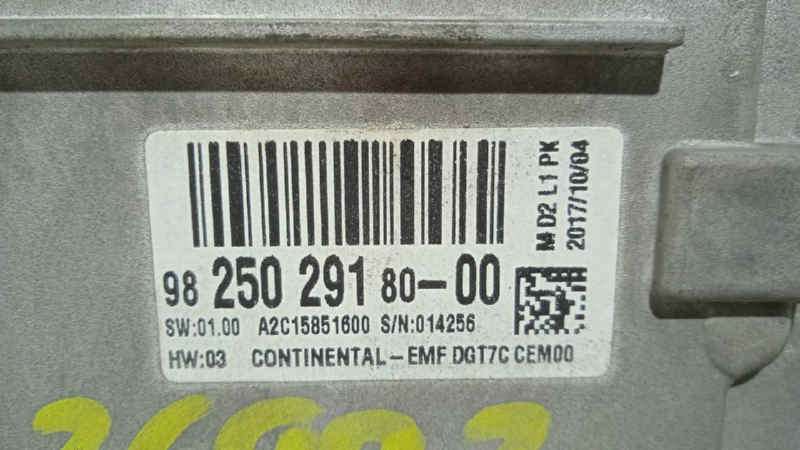 98 250 291 80-00
SW:01.00 A2C15851600 S/N:014256
HW:03 CONTINENTAL-EMF DGT7C CEM00
M D2 L1 PK
2017/10/04